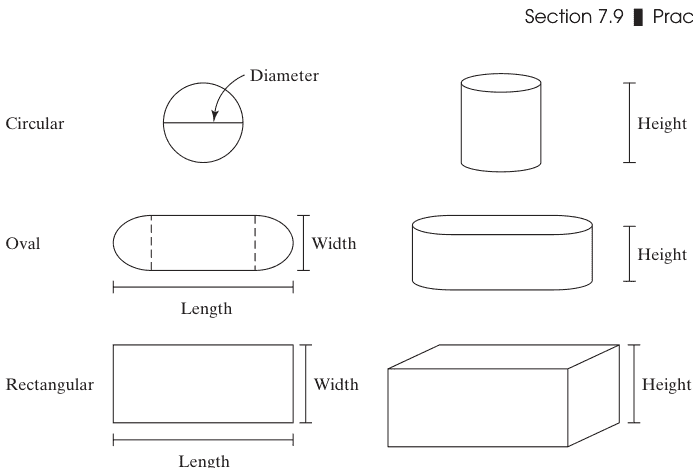 Section 7.9 ▮ Prac
Diameter
Circular
Height
Oval
Width
Height
Length
Rectangular
Width
Height
Length